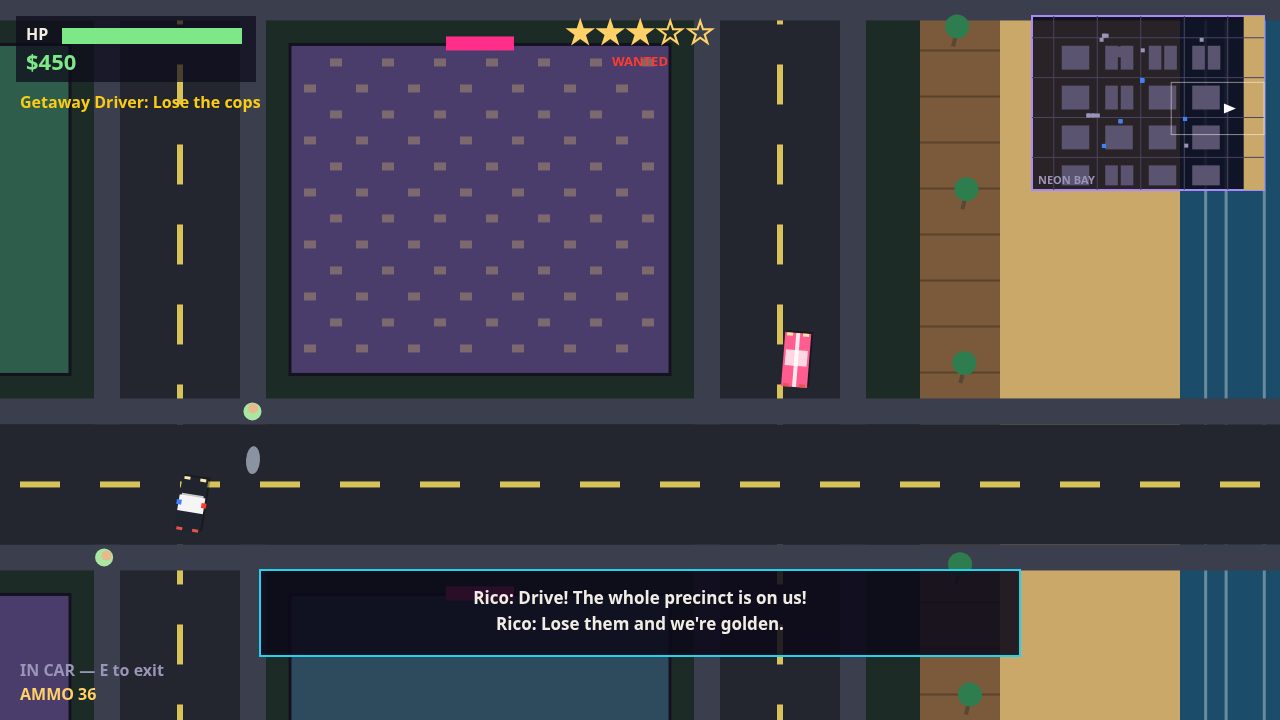 HP
$450
WANTED
Getaway Driver: Lose the cops
NEON BAY
Rico: Drive! The whole precinct is on us!
Rico: Lose them and we're golden.
IN CAR — E to exit
AMMO 36